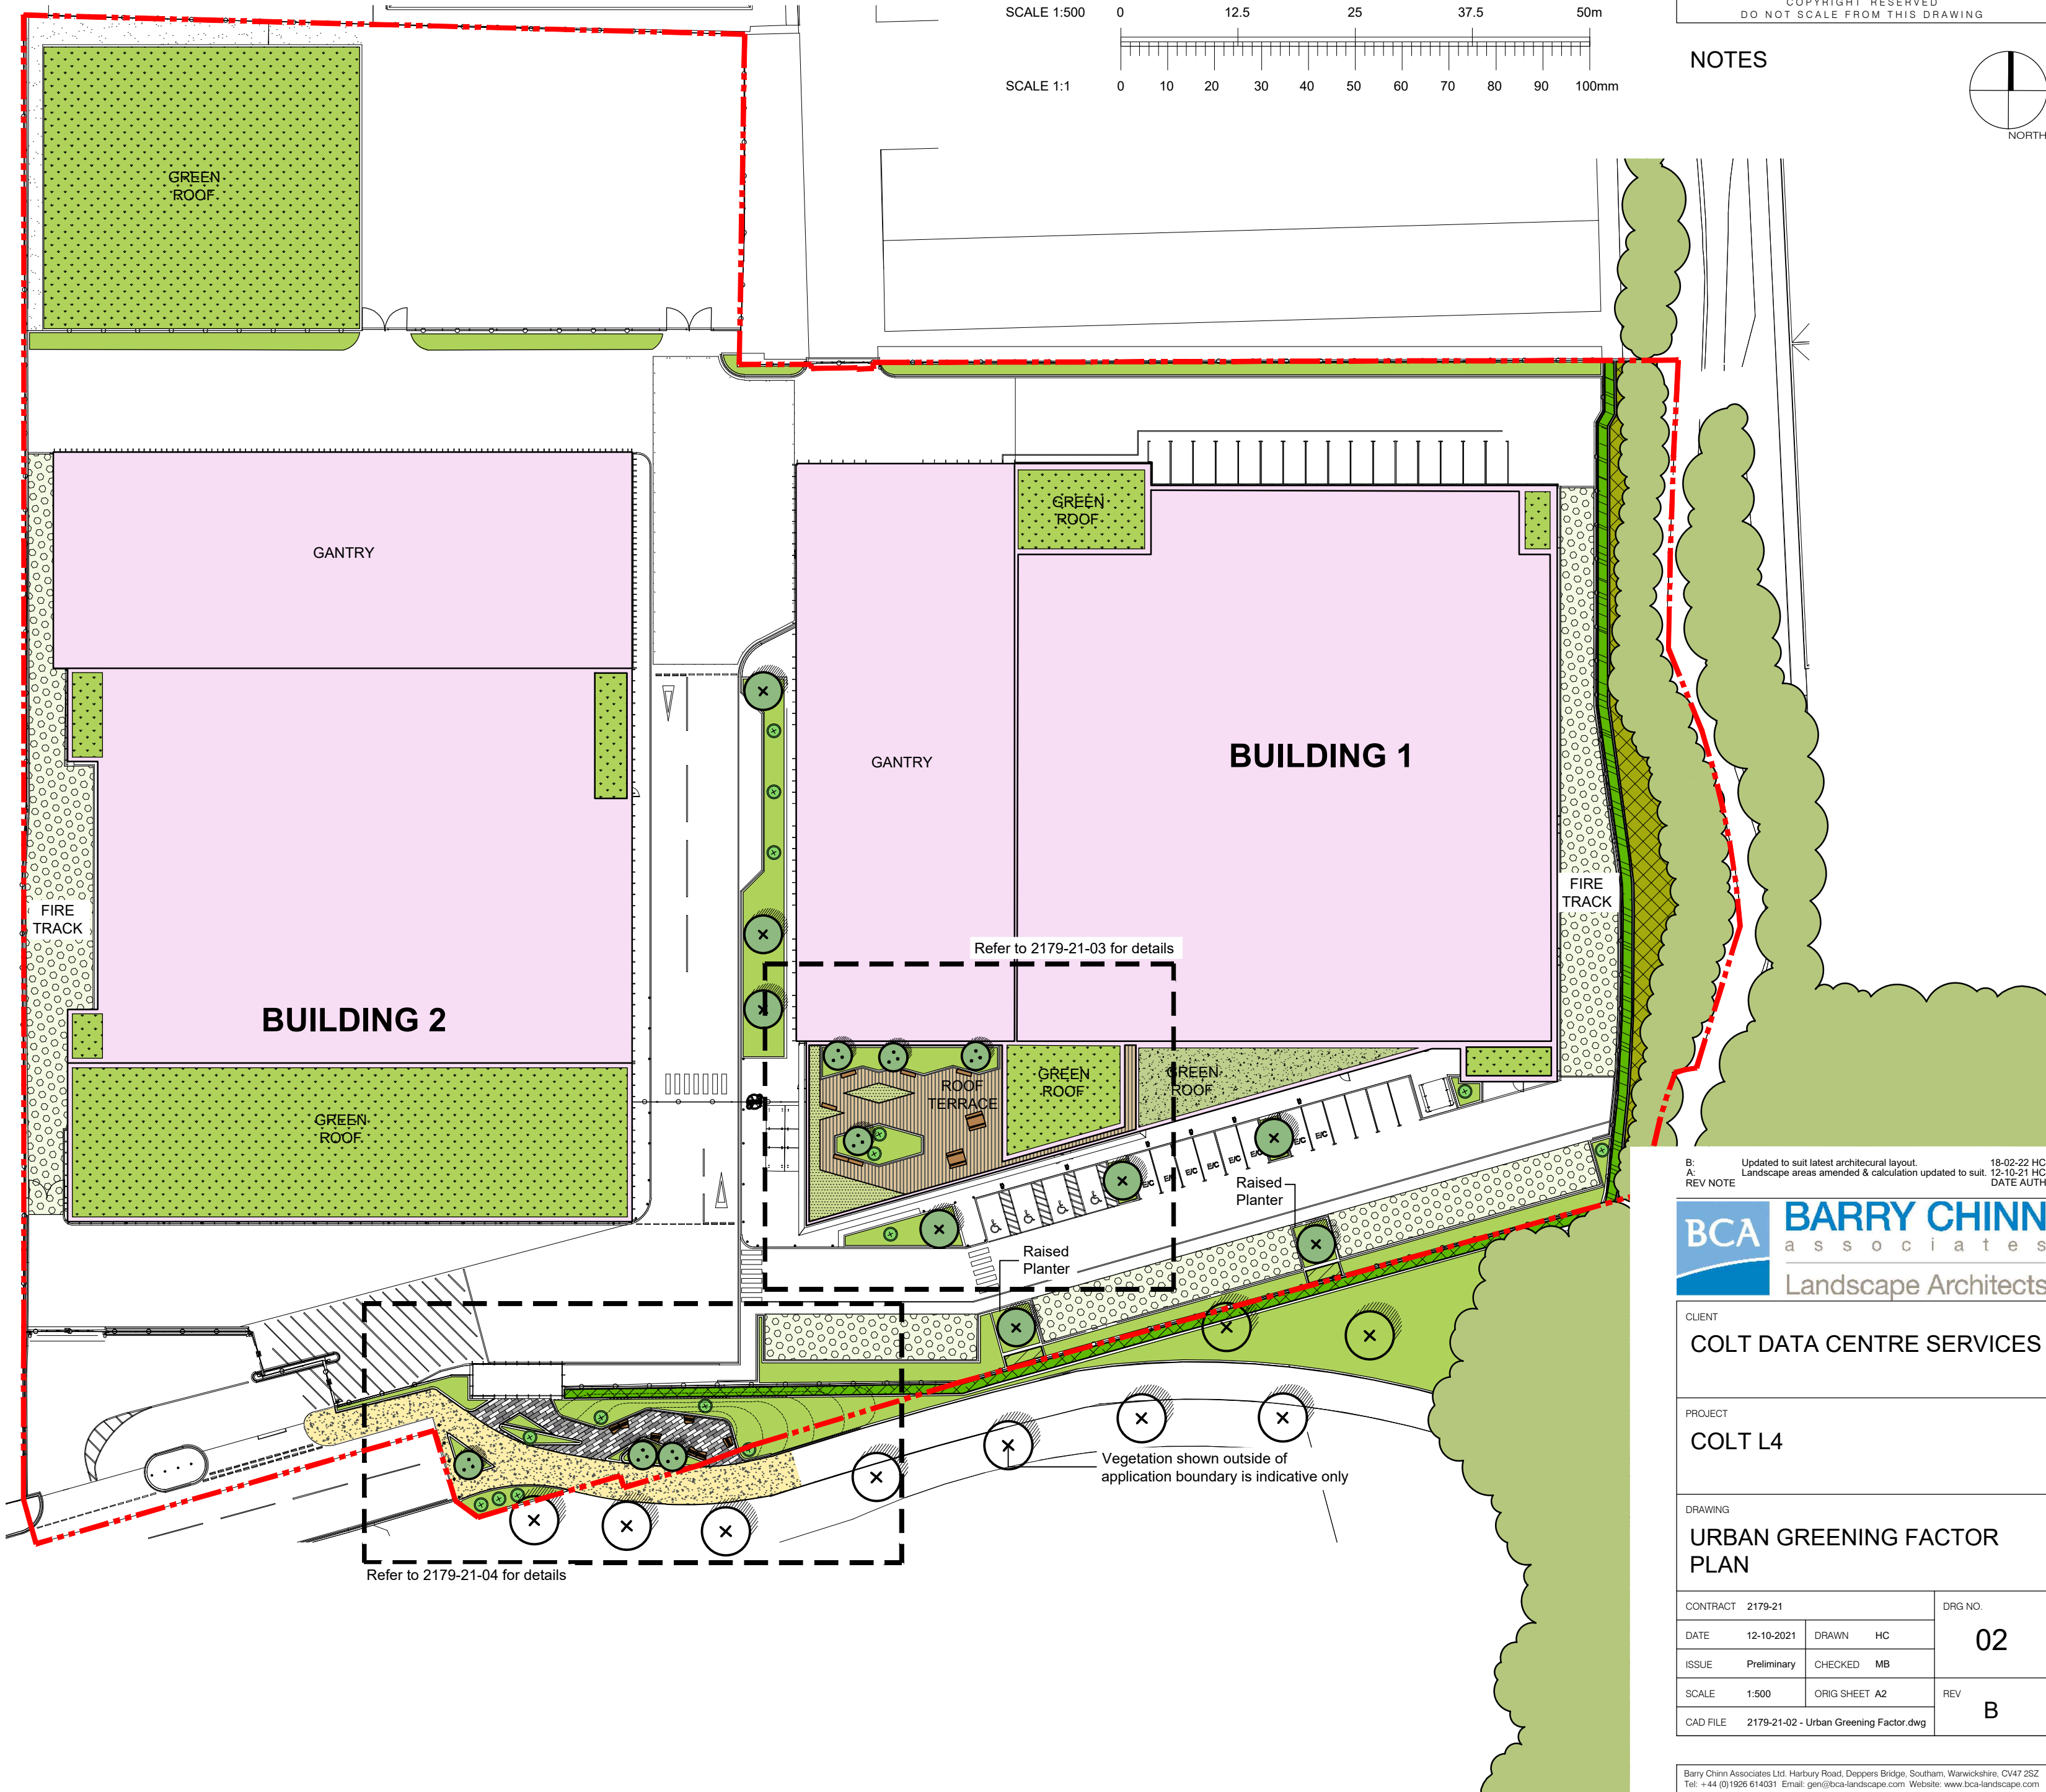 SCALE 1:500 0 12.5 25 37.5 50m
SCALE 1:1 0 10 20 30 40 50 60 70 80 90 100mm
COPYRIGHT RESERVED
DO NOT SCALE FROM THIS DRAWING
NOTES
NORTH
GREEN
ROOF
GREEN
ROOF
GANTRY
GANTRY
BUILDING 1
FIRE
TRACK
FIRE
TRACK
Refer to 2179-21-03 for details
BUILDING 2
GREEN
ROOF
ROOF
TERRACE
GREEN
ROOF
GREEN
ROOF
E/C
E/C
E/C
E/C
E/C
E/C
E/C
Raised
Planter
Raised
Planter
Vegetation shown outside of
application boundary is indicative only
Refer to 2179-21-04 for details
B: Updated to suit latest architecural layout. 18-02-22 HC
A: Landscape areas amended & calculation updated to suit. 12-10-21 HC
REV NOTE DATE AUTH
BCA BARRY CHINN
associates
Landscape Architects
CLIENT
COLT DATA CENTRE SERVICES
PROJECT
COLT L4
DRAWING
URBAN GREENING FACTOR
PLAN
CONTRACT 2179-21 DRG NO.
DATE 12-10-2021 DRAWN HC 02
ISSUE Preliminary CHECKED MB
SCALE 1:500 ORIG SHEET A2 REV
CAD FILE 2179-21-02 - Urban Greening Factor.dwg B
Barry Chinn Associates Ltd. Harbury Road, Deppers Bridge, Southam, Warwickshire, CV47 2SZ
Tel: +44 (0)1926 614031 Email: gen@bca-landscape.com Website: www.bca-landscape.com